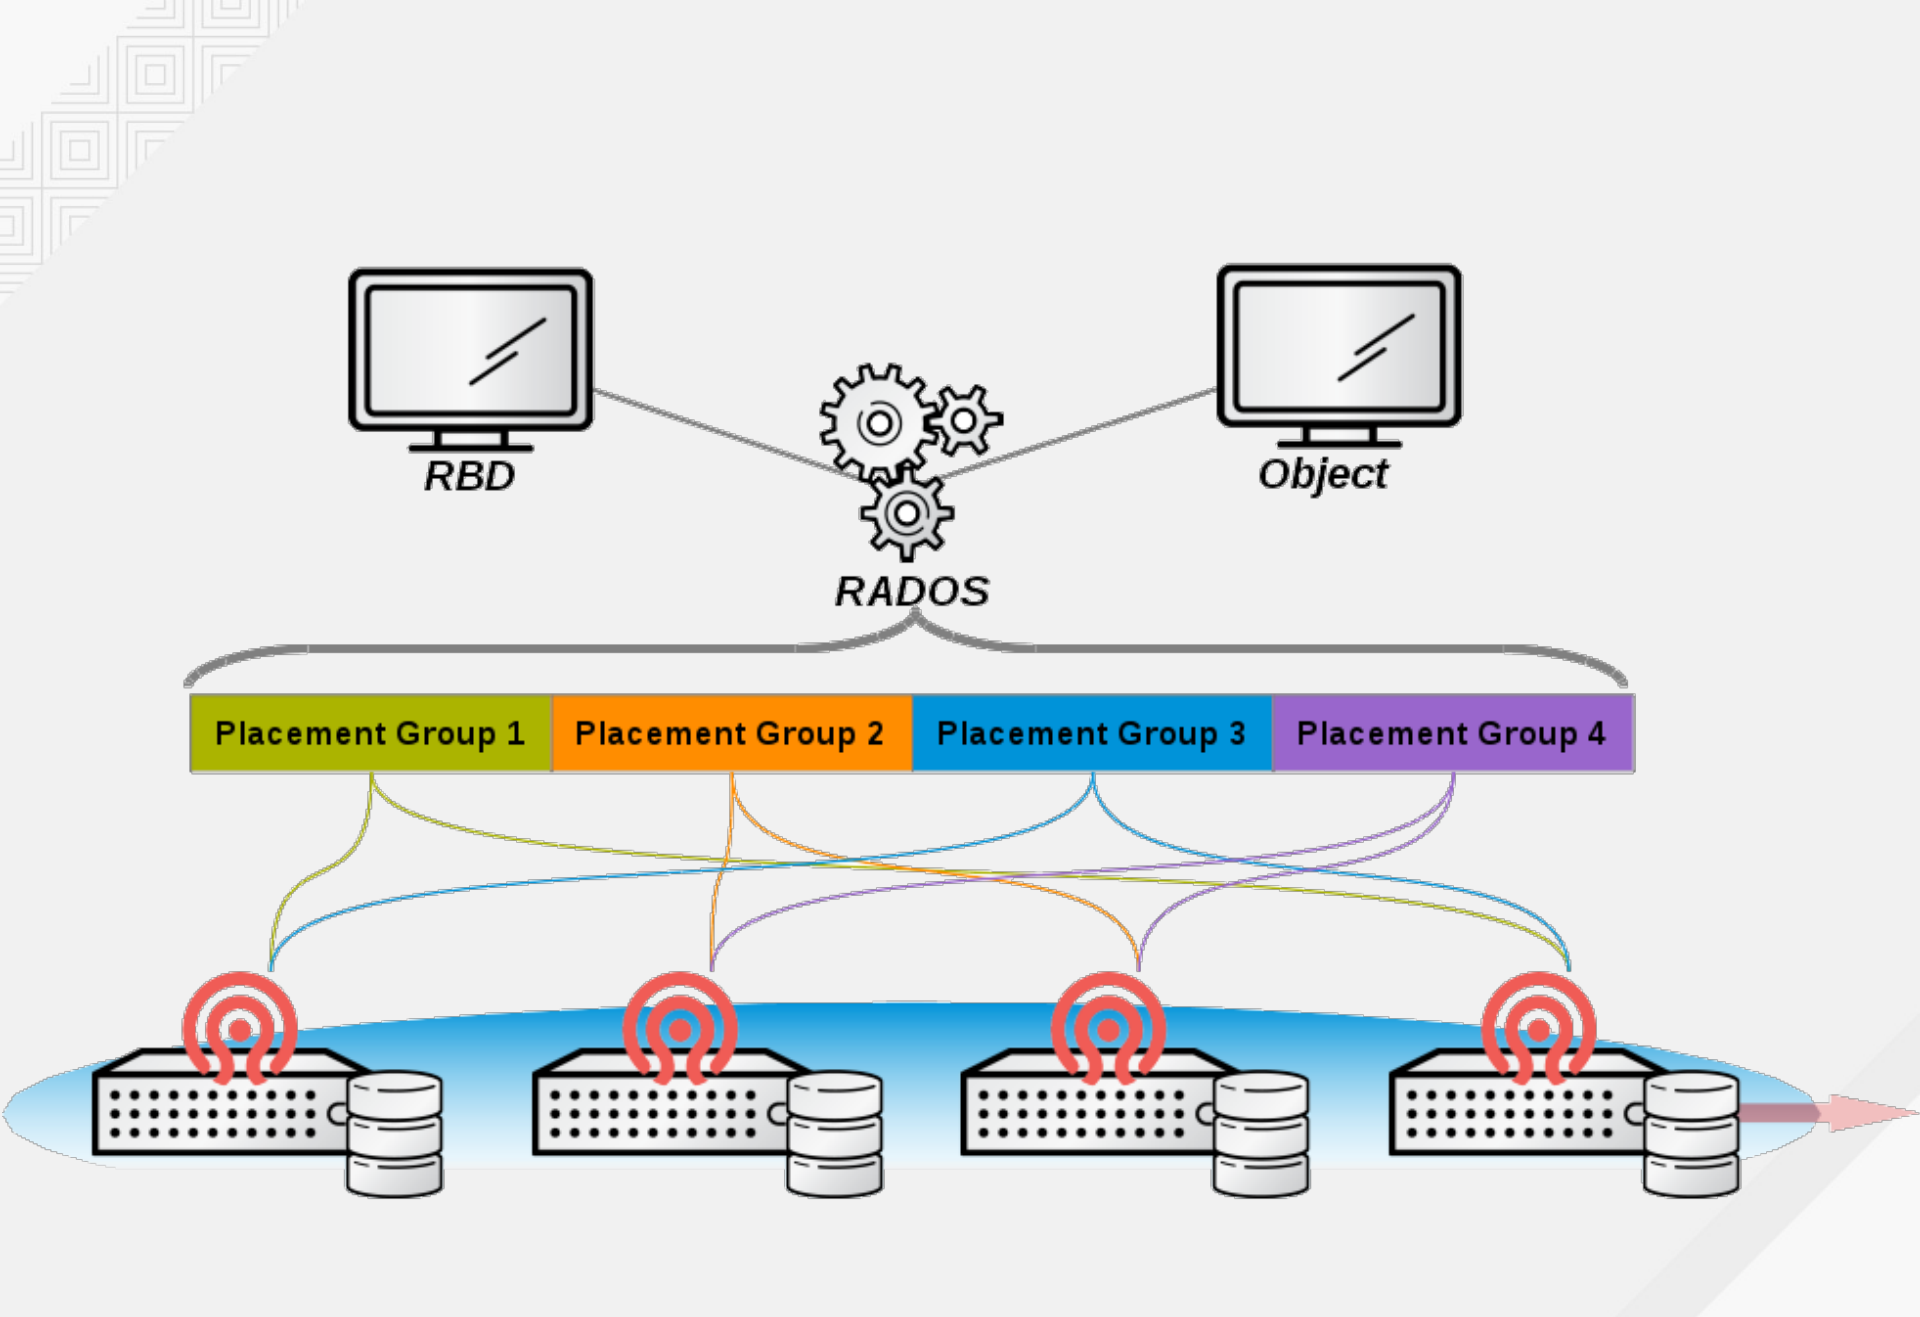 RBD
Object
RADOS
Placement Group 1
Placement Group 2
Placement Group 3
Placement Group 4